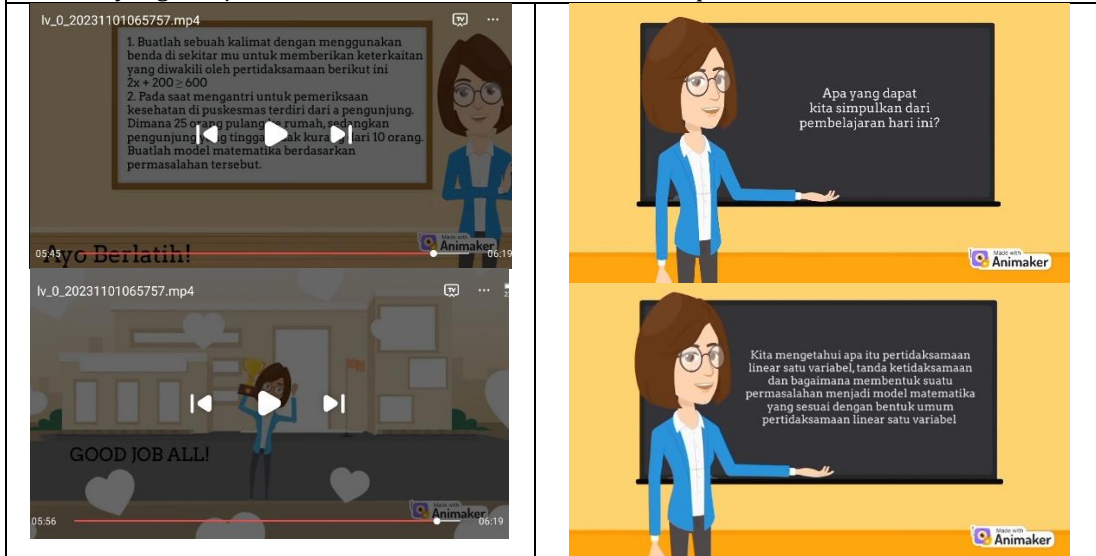 lv_0_20231101065757.mp4
1. Buatlah sebuah kalimat dengan menggunakan
benda di sekitar mu untuk memberikan keterkaitan
yang diwakili oleh pertidaksamaan berikut ini
2x + 200 ≥ 600
2. Pada saat mengantri untuk pemeriksaan
kesehatan di puskesmas terdiri dari a pengunjung.
Dimana 25 orang pulang ke rumah, sedangkan
pengunjung yang tinggal tidak kurang dari 10 orang.
Buatlah model matematika berdasarkan
permasalahan tersebut.
Ayo Berlatih!
05:45
06:19
Made with
Animaker
Apa yang dapat
kita simpulkan dari
pembelajaran hari ini?
Made with
Animaker
lv_0_20231101065757.mp4
GOOD JOB ALL!
05:56
06:19
Made with
Animaker
Kita mengetahui apa itu pertidaksamaan
linear satu variabel, tanda ketidaksamaan
dan bagaimana membentuk suatu
permasalahan menjadi model matematika
yang sesuai dengan bentuk umum
pertidaksamaan linear satu variabel
Made with
Animaker